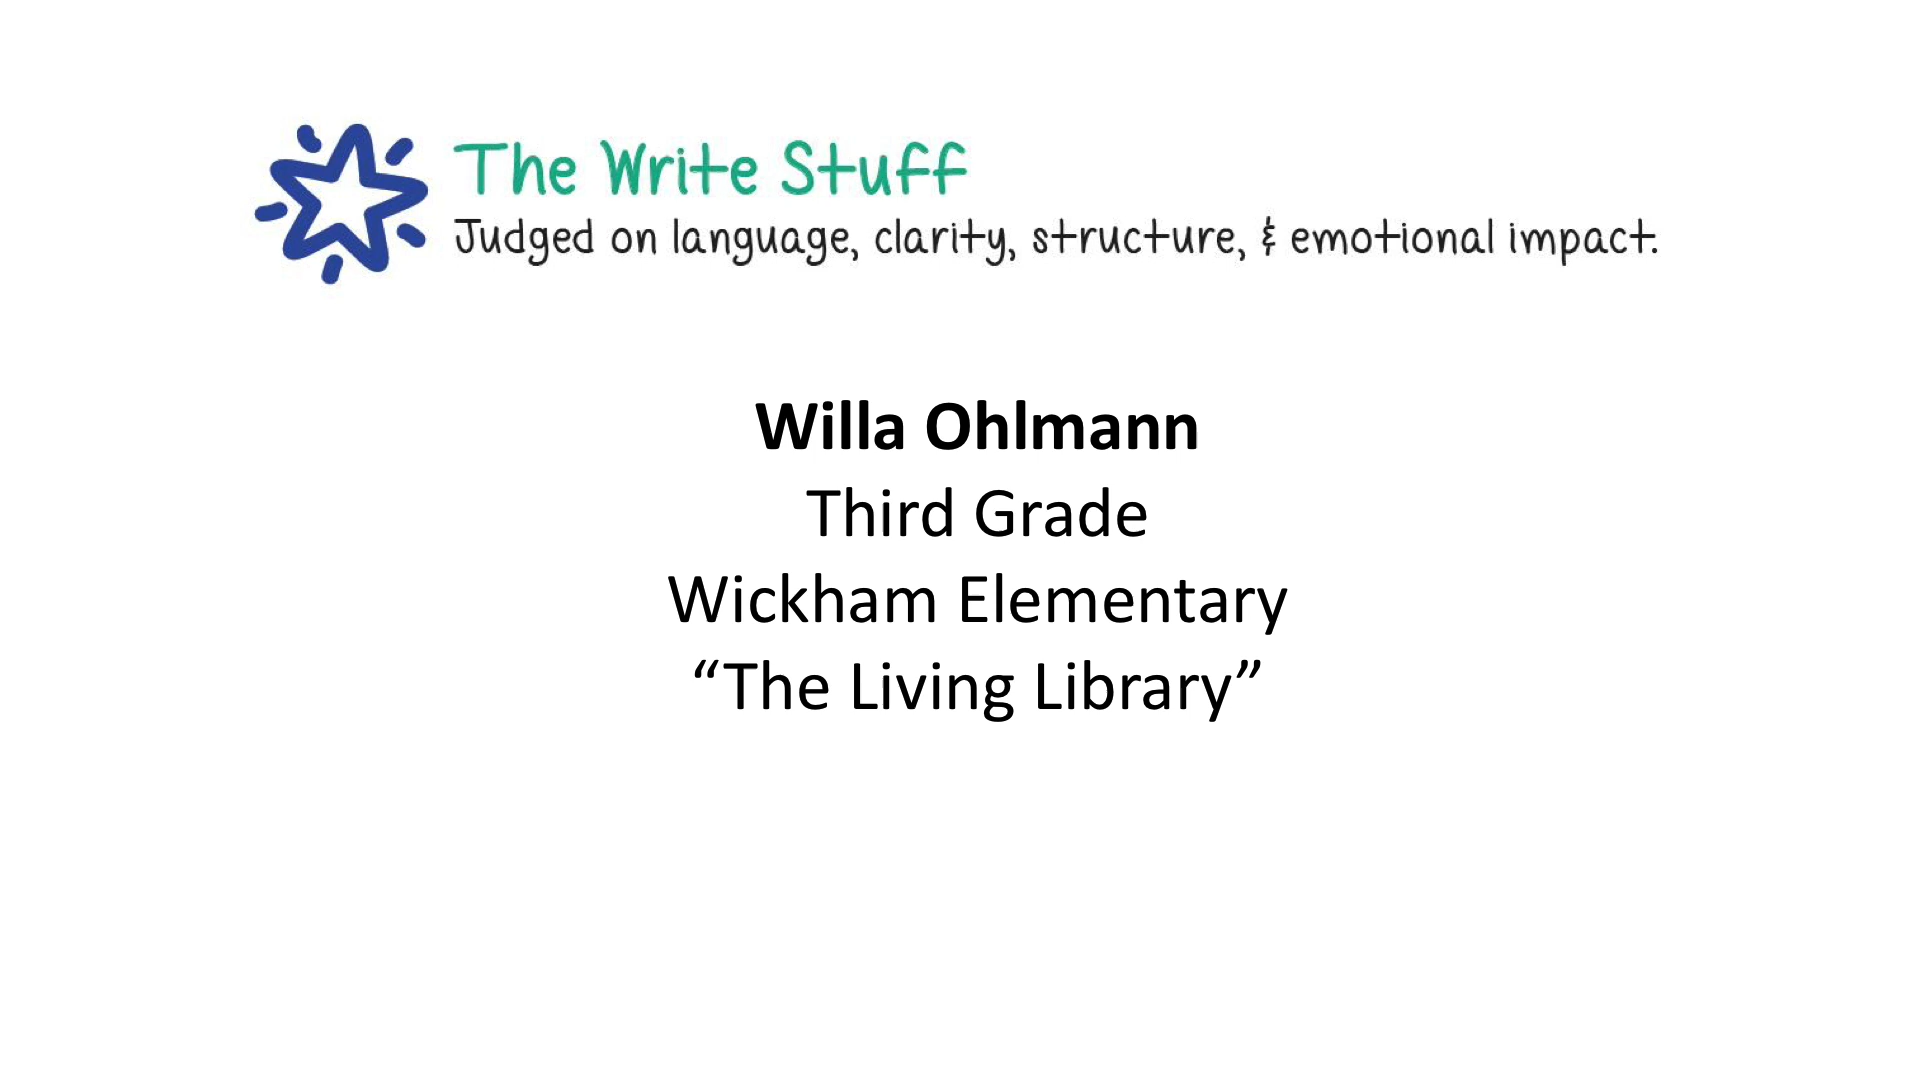 The Write Stuff
Judged on language, clarity, structure, & emotional impact.
Willa Ohlmann
Third Grade
Wickham Elementary
“The Living Library”